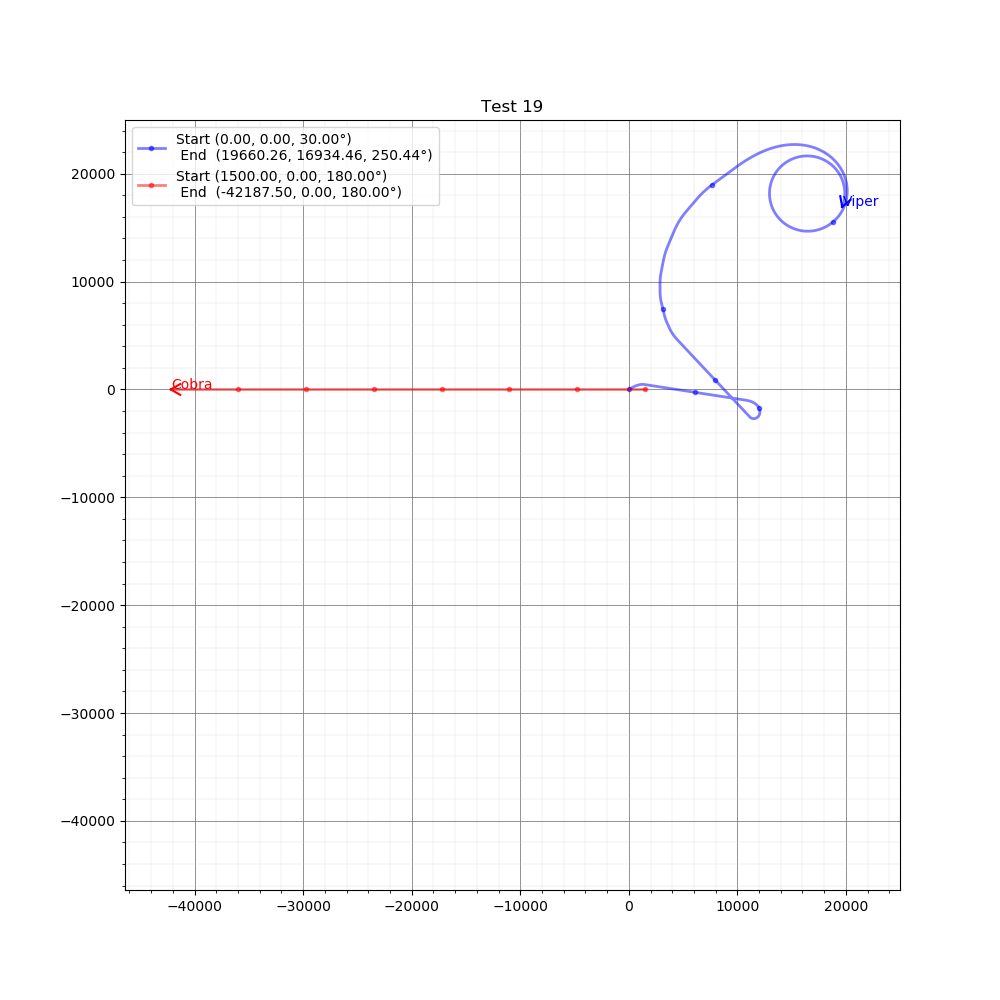 Test 19
Start (0.00, 0.00, 30.00°)
End (19660.26, 16934.46, 250.44°)
Start (1500.00, 0.00, 180.00°)
End (-42187.50, 0.00, 180.00°)
20000
10000
0
−10000
−20000
−30000
−40000
Viper
Cobra
−40000 −30000 −20000 −10000 0 10000 20000